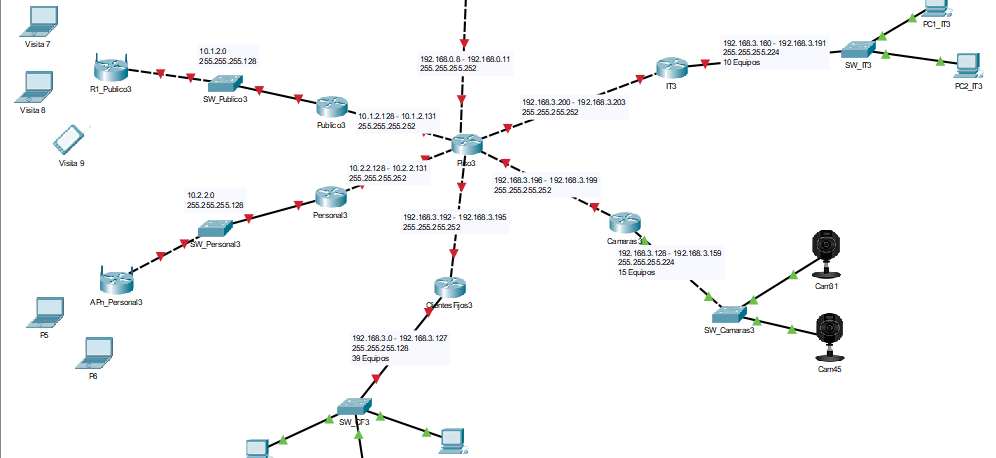 PC1_IT3
Visita 7
192.168.3.160 - 192.168.3.191
255.255.255.224
10 Equipos
10.1.2.0
255.255.255.128
192.168.0.8 - 192.168.0.11
255.255.255.252
SW_IT3
R1_Publico3
SW_Publico3
IT3
PC2_IT3
Visita 8
192.168.3.200 - 192.168.3.203
255.255.255.252
Publico3
10.1.2.128 - 10.1.2.131
255.255.255.252
Visita 9
Piso3
10.2.2.128 - 10.2.2.131
255.255.255.252
192.168.3.196 - 192.168.3.199
255.255.255.252
10.2.2.0
255.255.255.128
Personal3
192.168.3.192 - 192.168.3.195
255.255.255.252
SW_Personal3
Camaras3
192.168.3.128 - 192.168.3.159
255.255.255.224
15 Equipos
APn_Personal3
Cam31
ClientesFijos3
SW_Camaras3
P5
192.168.3.0 - 192.168.3.127
255.255.255.128
39 Equipos
Cam45
P6
SW_CF3